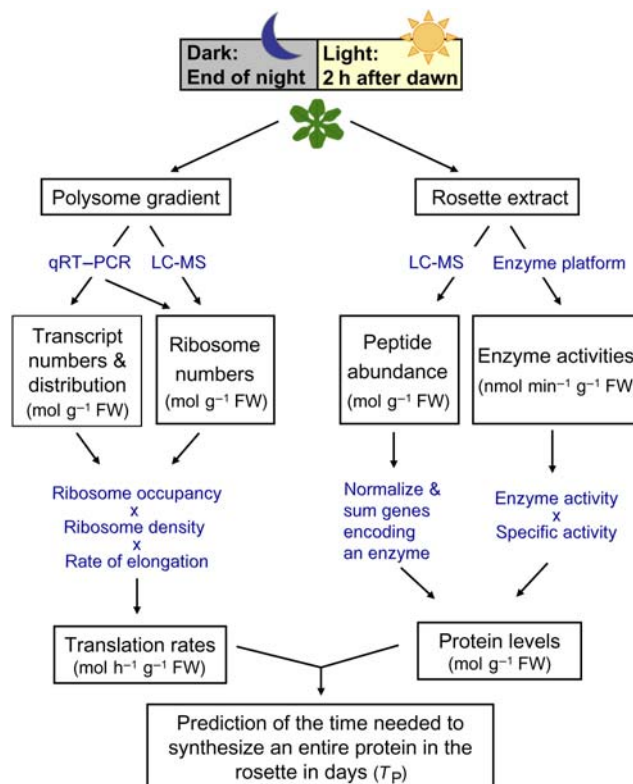 Dark:
End of night
Light:
2 h after dawn
Polysome gradient
Rosette extract
qRT–PCR
LC-MS
LC-MS
Enzyme platform
Transcript
numbers &
distribution
(mol g⁻¹ FW)
Ribosome
numbers
(mol g⁻¹ FW)
Peptide
abundance
(mol g⁻¹ FW)
Enzyme activities
(nmol min⁻¹ g⁻¹ FW
Ribosome occupancy
x
Ribosome density
x
Rate of elongation
Normalize &
sum genes
encoding
an enzyme
Enzyme activity
x
Specific activity
Translation rates
(mol h⁻¹ g⁻¹ FW)
Protein levels
(mol g⁻¹ FW)
Prediction of the time needed to
synthesize an entire protein in the
rosette in days (TP)